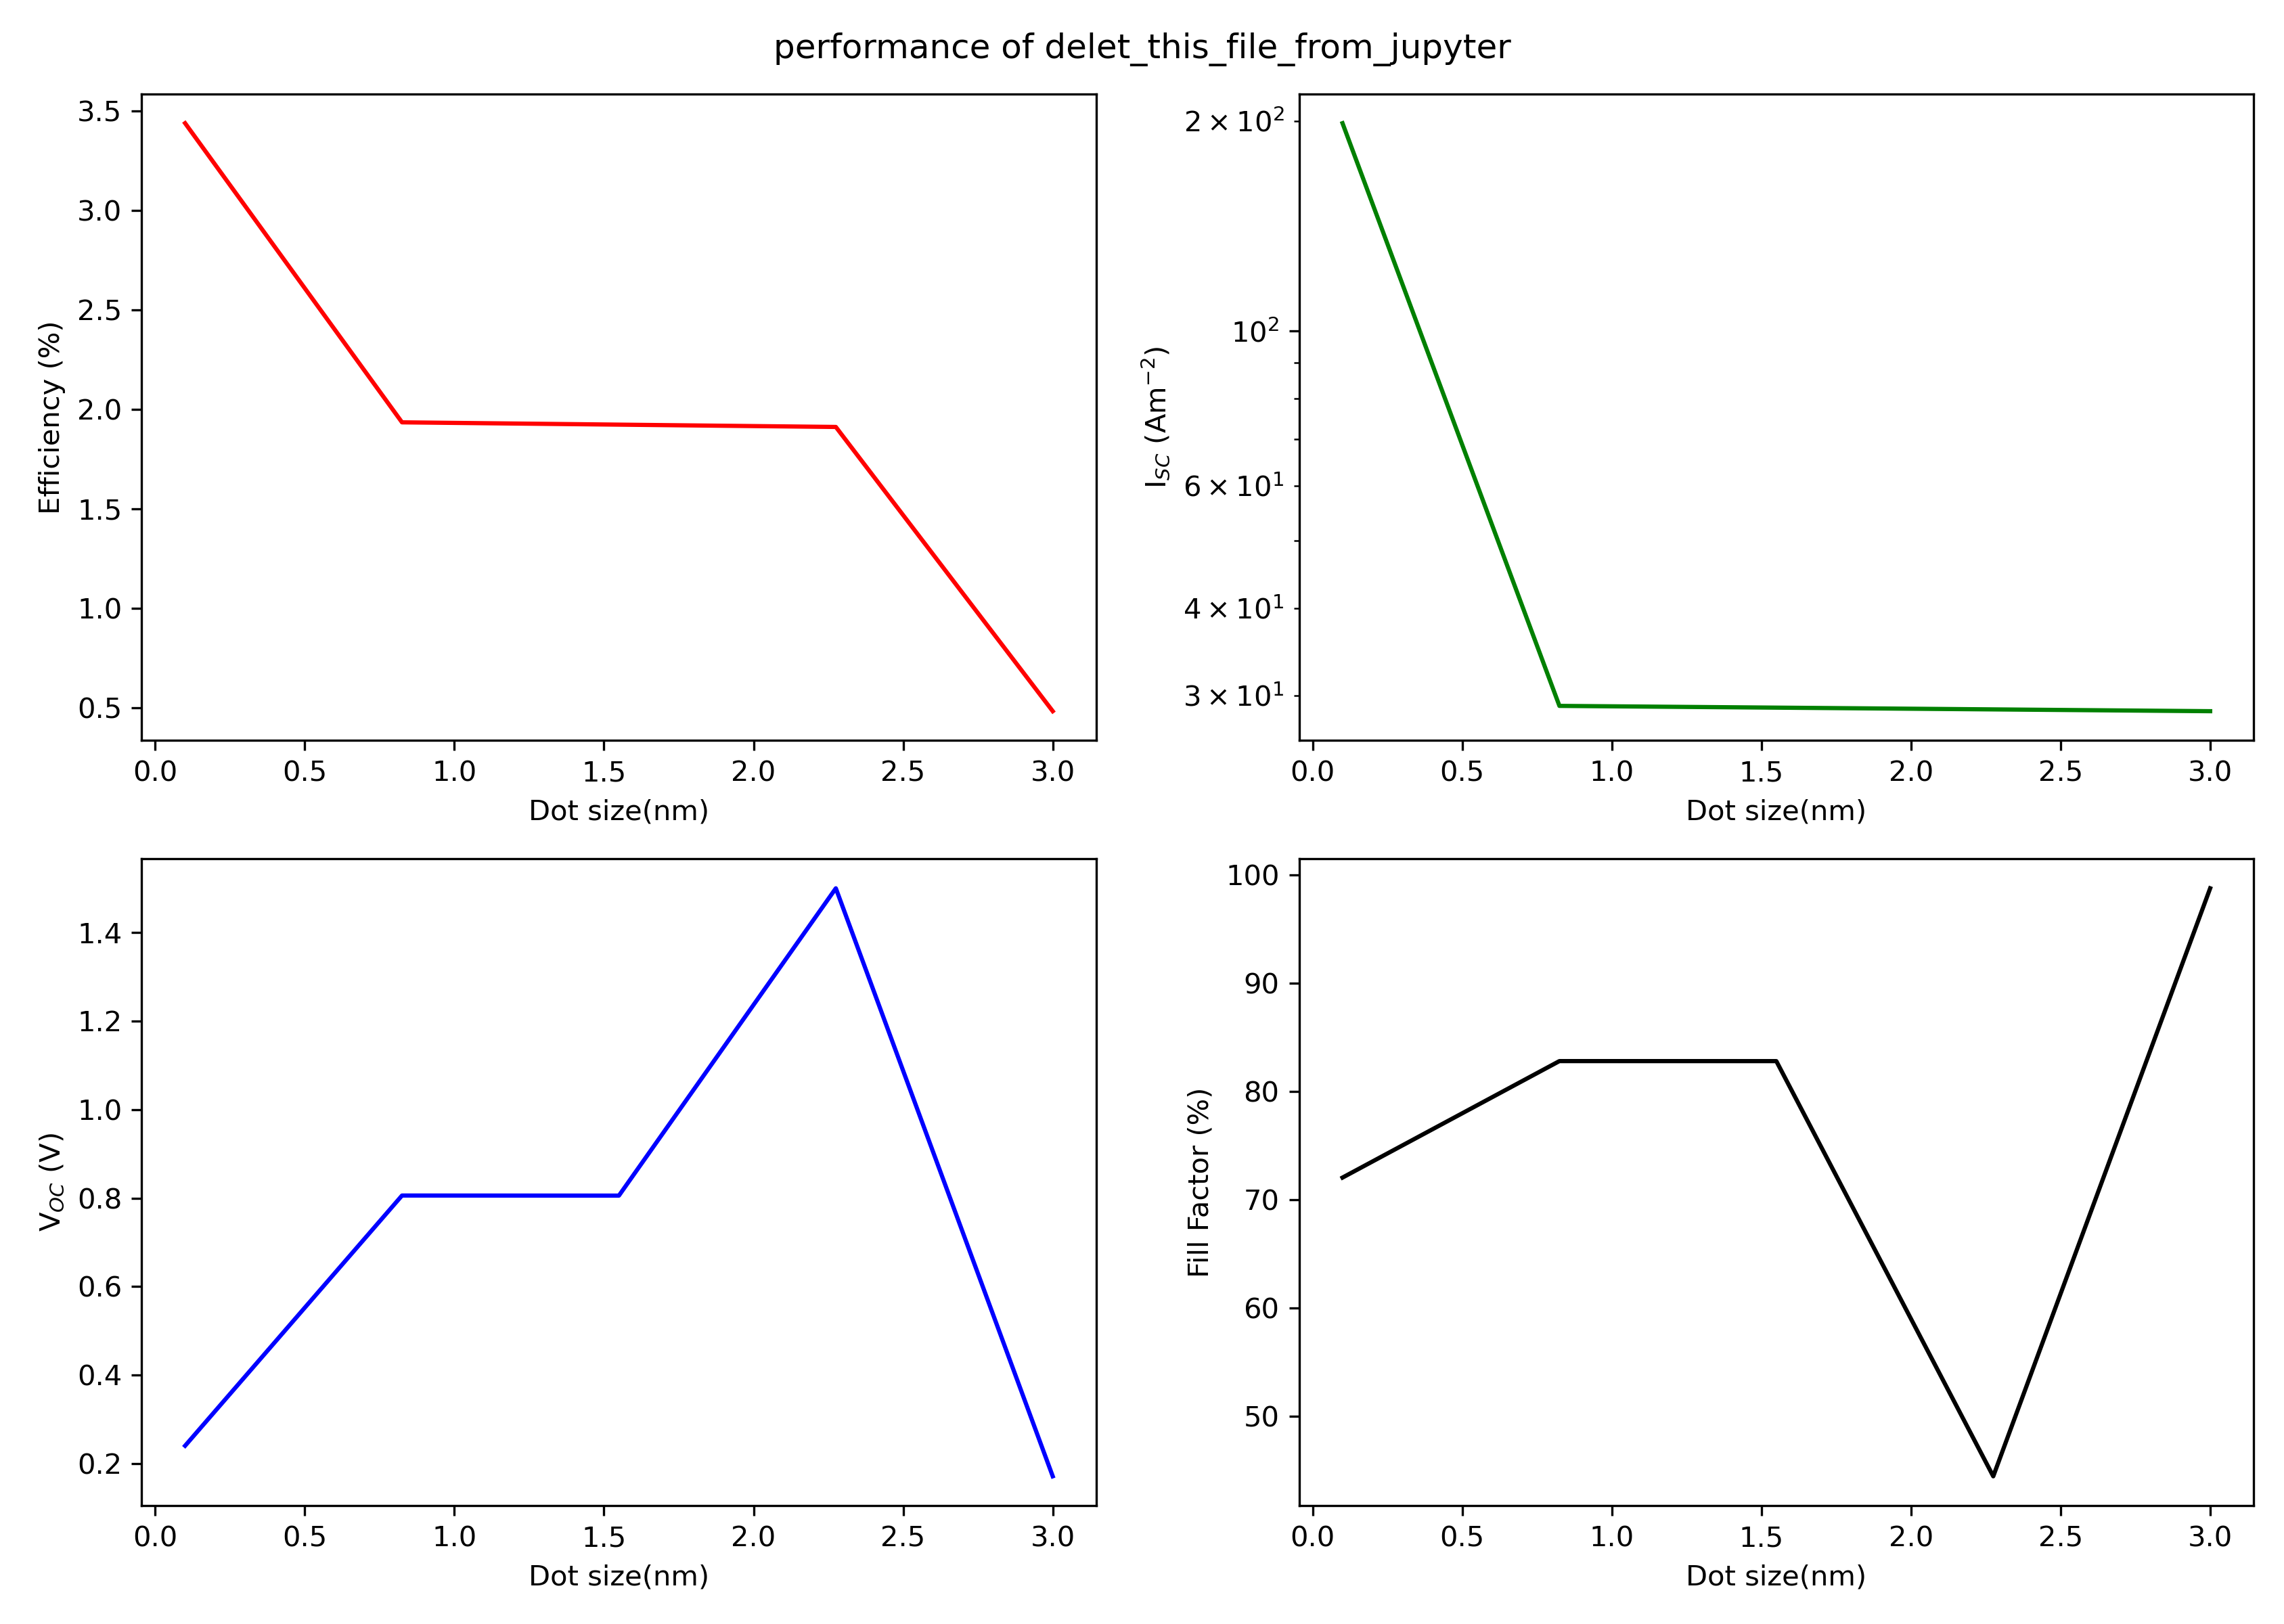 performance of delet_this_file_from_jupyter
3.5
3.0
2.5
2.0
1.5
1.0
0.5
Efficiency (%)
0.0 0.5 1.0 1.5 2.0 2.5 3.0
Dot size(nm)
2 × 10²
10²
6 × 10¹
4 × 10¹
3 × 10¹
I_SC (Am⁻²)
0.0 0.5 1.0 1.5 2.0 2.5 3.0
Dot size(nm)
1.4
1.2
1.0
0.8
0.6
0.4
0.2
V_OC (V)
0.0 0.5 1.0 1.5 2.0 2.5 3.0
Dot size(nm)
100
90
80
70
60
50
Fill Factor (%)
0.0 0.5 1.0 1.5 2.0 2.5 3.0
Dot size(nm)